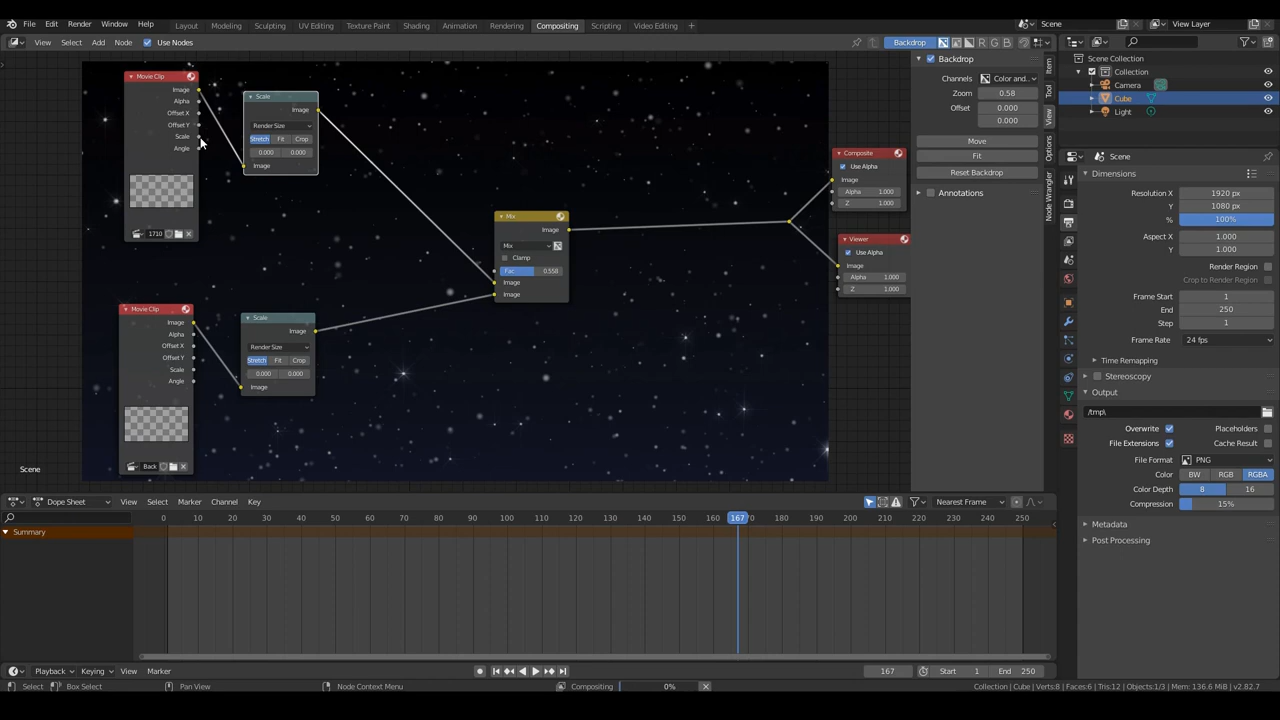 File Edit Render Window Help Layout Modeling Sculpting UV Editing Texture Paint Shading Animation Rendering Compositing Scripting Video Editing Scene View Layer
View Select Add Node Use Nodes Backdrop R G B
Scene Collection
Collection
Camera
Cube
Light
Backdrop
Channels Color and...
Zoom 0.58
Offset 0.000
0.000
Move
Fit
Reset Backdrop
Annotations
Item
Tool
View
Options
Node Wrangler
Movie Clip
Image
Alpha
Offset X
Offset Y
Scale
Angle
1710
Scale
Image
Render Size
Stretch Fit Crop
0.000 0.000
Image
Mix
Image
Mix
Clamp
Fac 0.558
Image
Image
Composite
Use Alpha
Image
Alpha 1.000
Z 1.000
Viewer
Use Alpha
Image
Alpha 1.000
Z 1.000
Movie Clip
Image
Alpha
Offset X
Offset Y
Scale
Angle
Back
Scale
Image
Render Size
Stretch Fit Crop
0.000 0.000
Image
Scene
Scene
Dimensions
Resolution X 1920 px
Y 1080 px
% 100%
Aspect X 1.000
Y 1.000
Render Region
Crop to Render Region
Frame Start 1
End 250
Step 1
Frame Rate 24 fps
Time Remapping
Stereoscopy
Output
/tmp\
Overwrite Placeholders
File Extensions Cache Result
File Format PNG
Color BW RGB RGBA
Color Depth 8 16
Compression 15%
Metadata
Post Processing
Dope Sheet View Select Marker Channel Key Nearest Frame
0 10 20 30 40 50 60 70 80 90 100 110 120 130 140 150 160 167 70 180 190 200 210 220 230 240 250
Summary
Playback Keying View Marker 167 Start 1 End 250
Select Box Select Pan View Node Context Menu Compositing 0% Collection | Cube | Verts:8 | Faces:6 | Tris:12 | Objects:1/3 | Mem: 136.6 MiB | v2.82.7